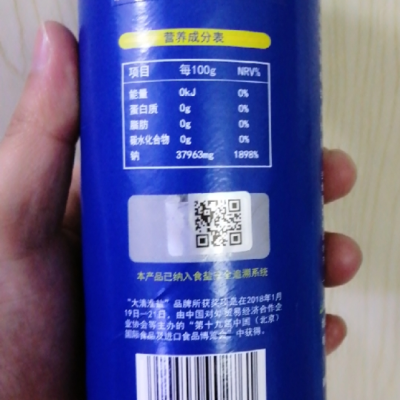 营养成分表
项目 每100g NRV%
能量 0kJ 0%
蛋白质 0g 0%
脂肪 0g 0%
碳水化合物 0g 0%
钠 37963mg 1898%
本产品已纳入食盐安全追溯系统
品牌所获奖项是在2018年1月
19日—21日，由中国对外贸易经济合作企
业协会等主办的“第十九届中国（北京）
国际食品及进口食品博览会”中获得。